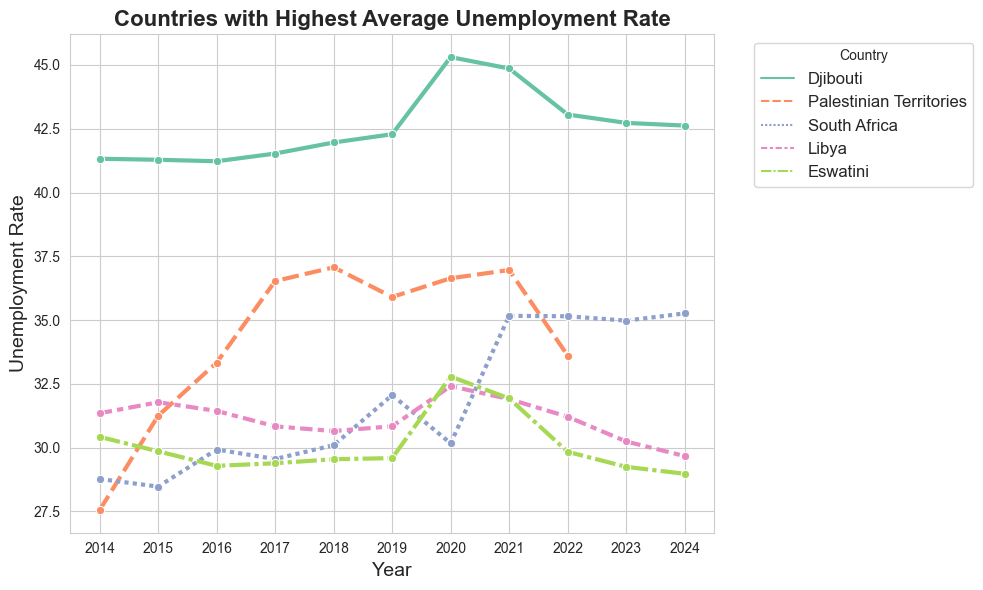 Countries with Highest Average Unemployment Rate
Unemployment Rate
45.0
42.5
40.0
37.5
35.0
32.5
30.0
27.5
2014 2015 2016 2017 2018 2019 2020 2021 2022 2023 2024
Year
Country
Djibouti
Palestinian Territories
South Africa
Libya
Eswatini